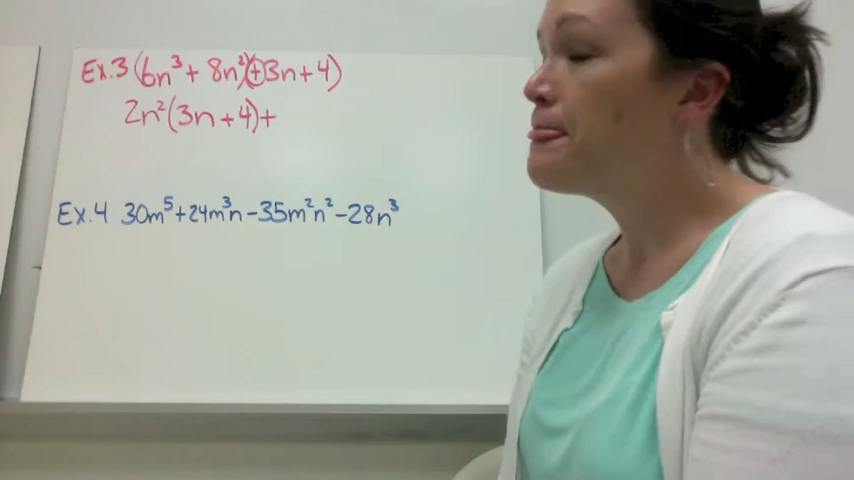 Ex.3 (6n³ + 8n²)(+3n + 4)
2n²(3n + 4) +
Ex.4 30m⁵ + 24m³n - 35m²n² - 28n³